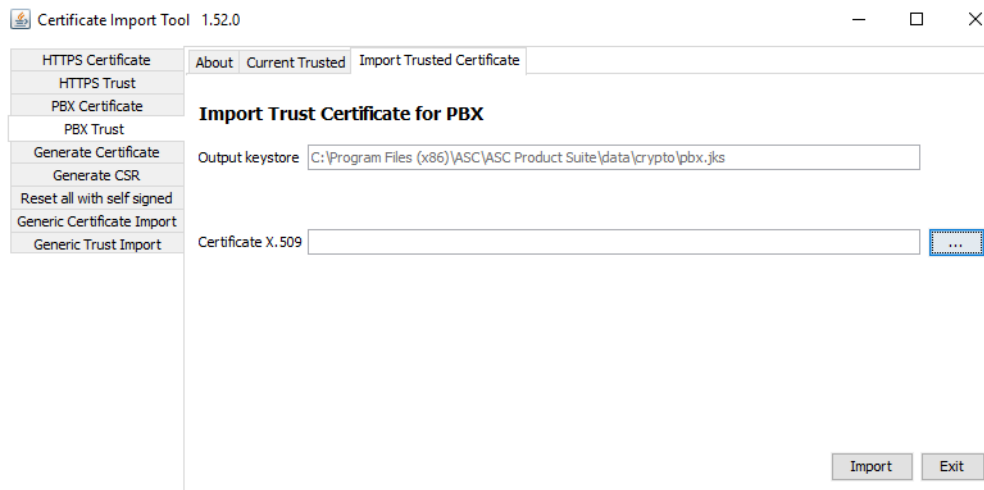 Certificate Import Tool 1.52.0
HTTPS Certificate
HTTPS Trust
PBX Certificate
PBX Trust
Generate Certificate
Generate CSR
Reset all with self signed
Generic Certificate Import
Generic Trust Import
About Current Trusted Import Trusted Certificate
Import Trust Certificate for PBX
Output keystore C:\Program Files (x86)\ASC\ASC Product Suite\data\crypto\pbx.jks
Certificate X.509 ...
Import Exit